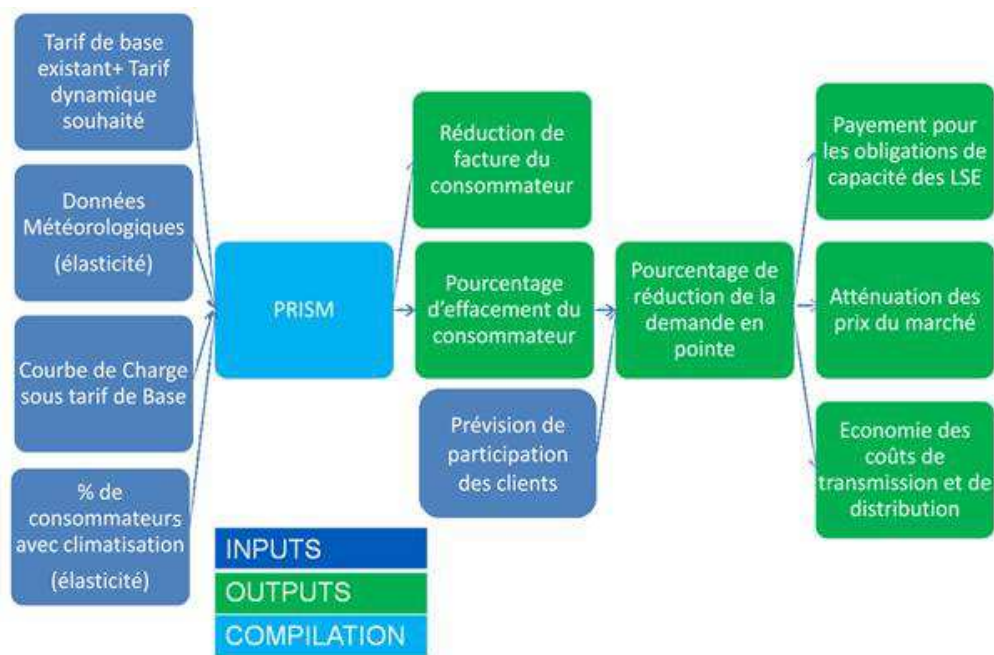 Tarif de base
existant+ Tarif
dynamique
souhaité
Données
Météorologiques
(élasticité)
Courbe de Charge
sous tarif de Base
% de
consommateurs
avec climatisation
(élasticité)
PRISM
Réduction de
facture du
consommateur
Pourcentage
d'effacement du
consommateur
Prévision de
participation
des clients
Pourcentage de
réduction de la
demande en
pointe
Payement pour
les obligations de
capacité des LSE
Atténuation des
prix du marché
Economie des
coûts de
transmission et de
distribution
INPUTS
OUTPUTS
COMPILATION